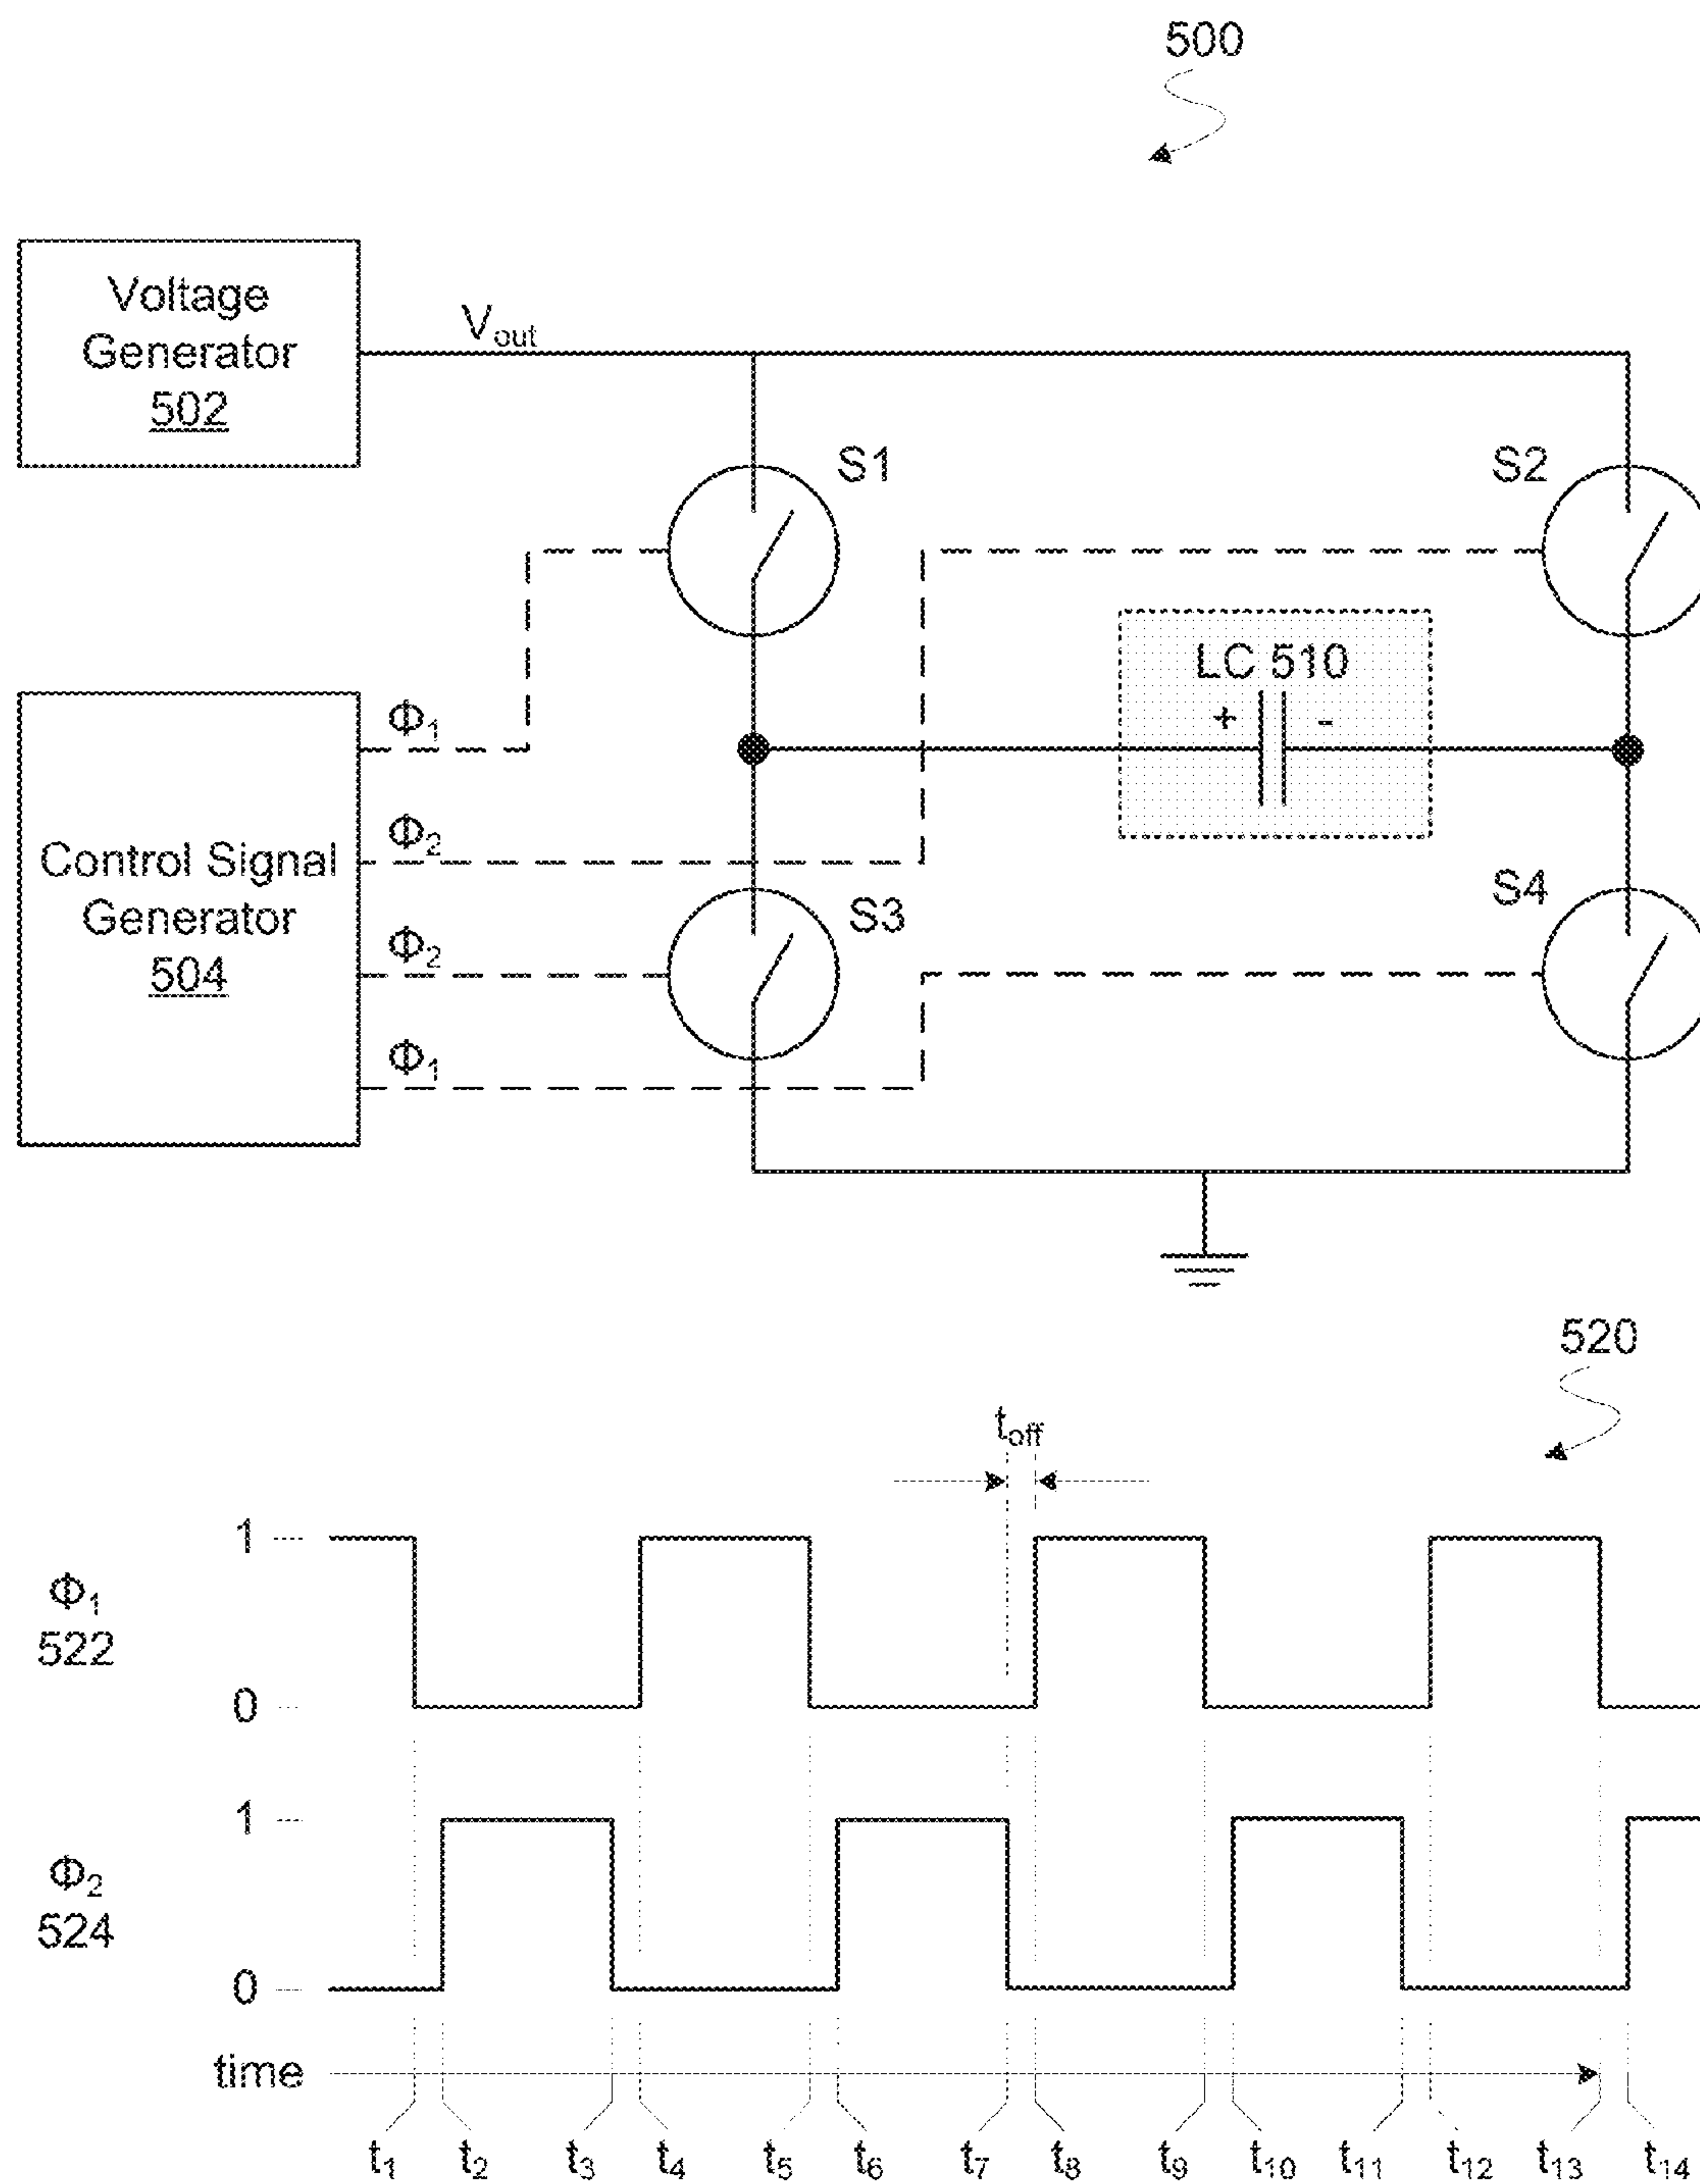 500
Voltage
Generator
502
Vout
S1
S2
LC 510
+ -
Φ1
Φ2
Control Signal
Generator
504
Φ2
Φ1
S3
S4
520
toff
1
Φ1
522
0
1
Φ2
524
0
time
t1 t2 t3 t4 t5 t6 t7 t8 t9 t10 t11 t12 t13 t14